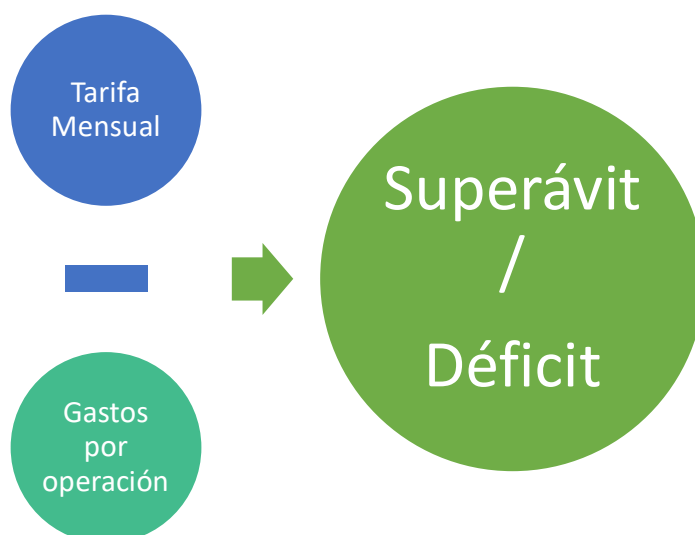 Tarifa
Mensual
Gastos
por
operación
Superávit
/
Déficit